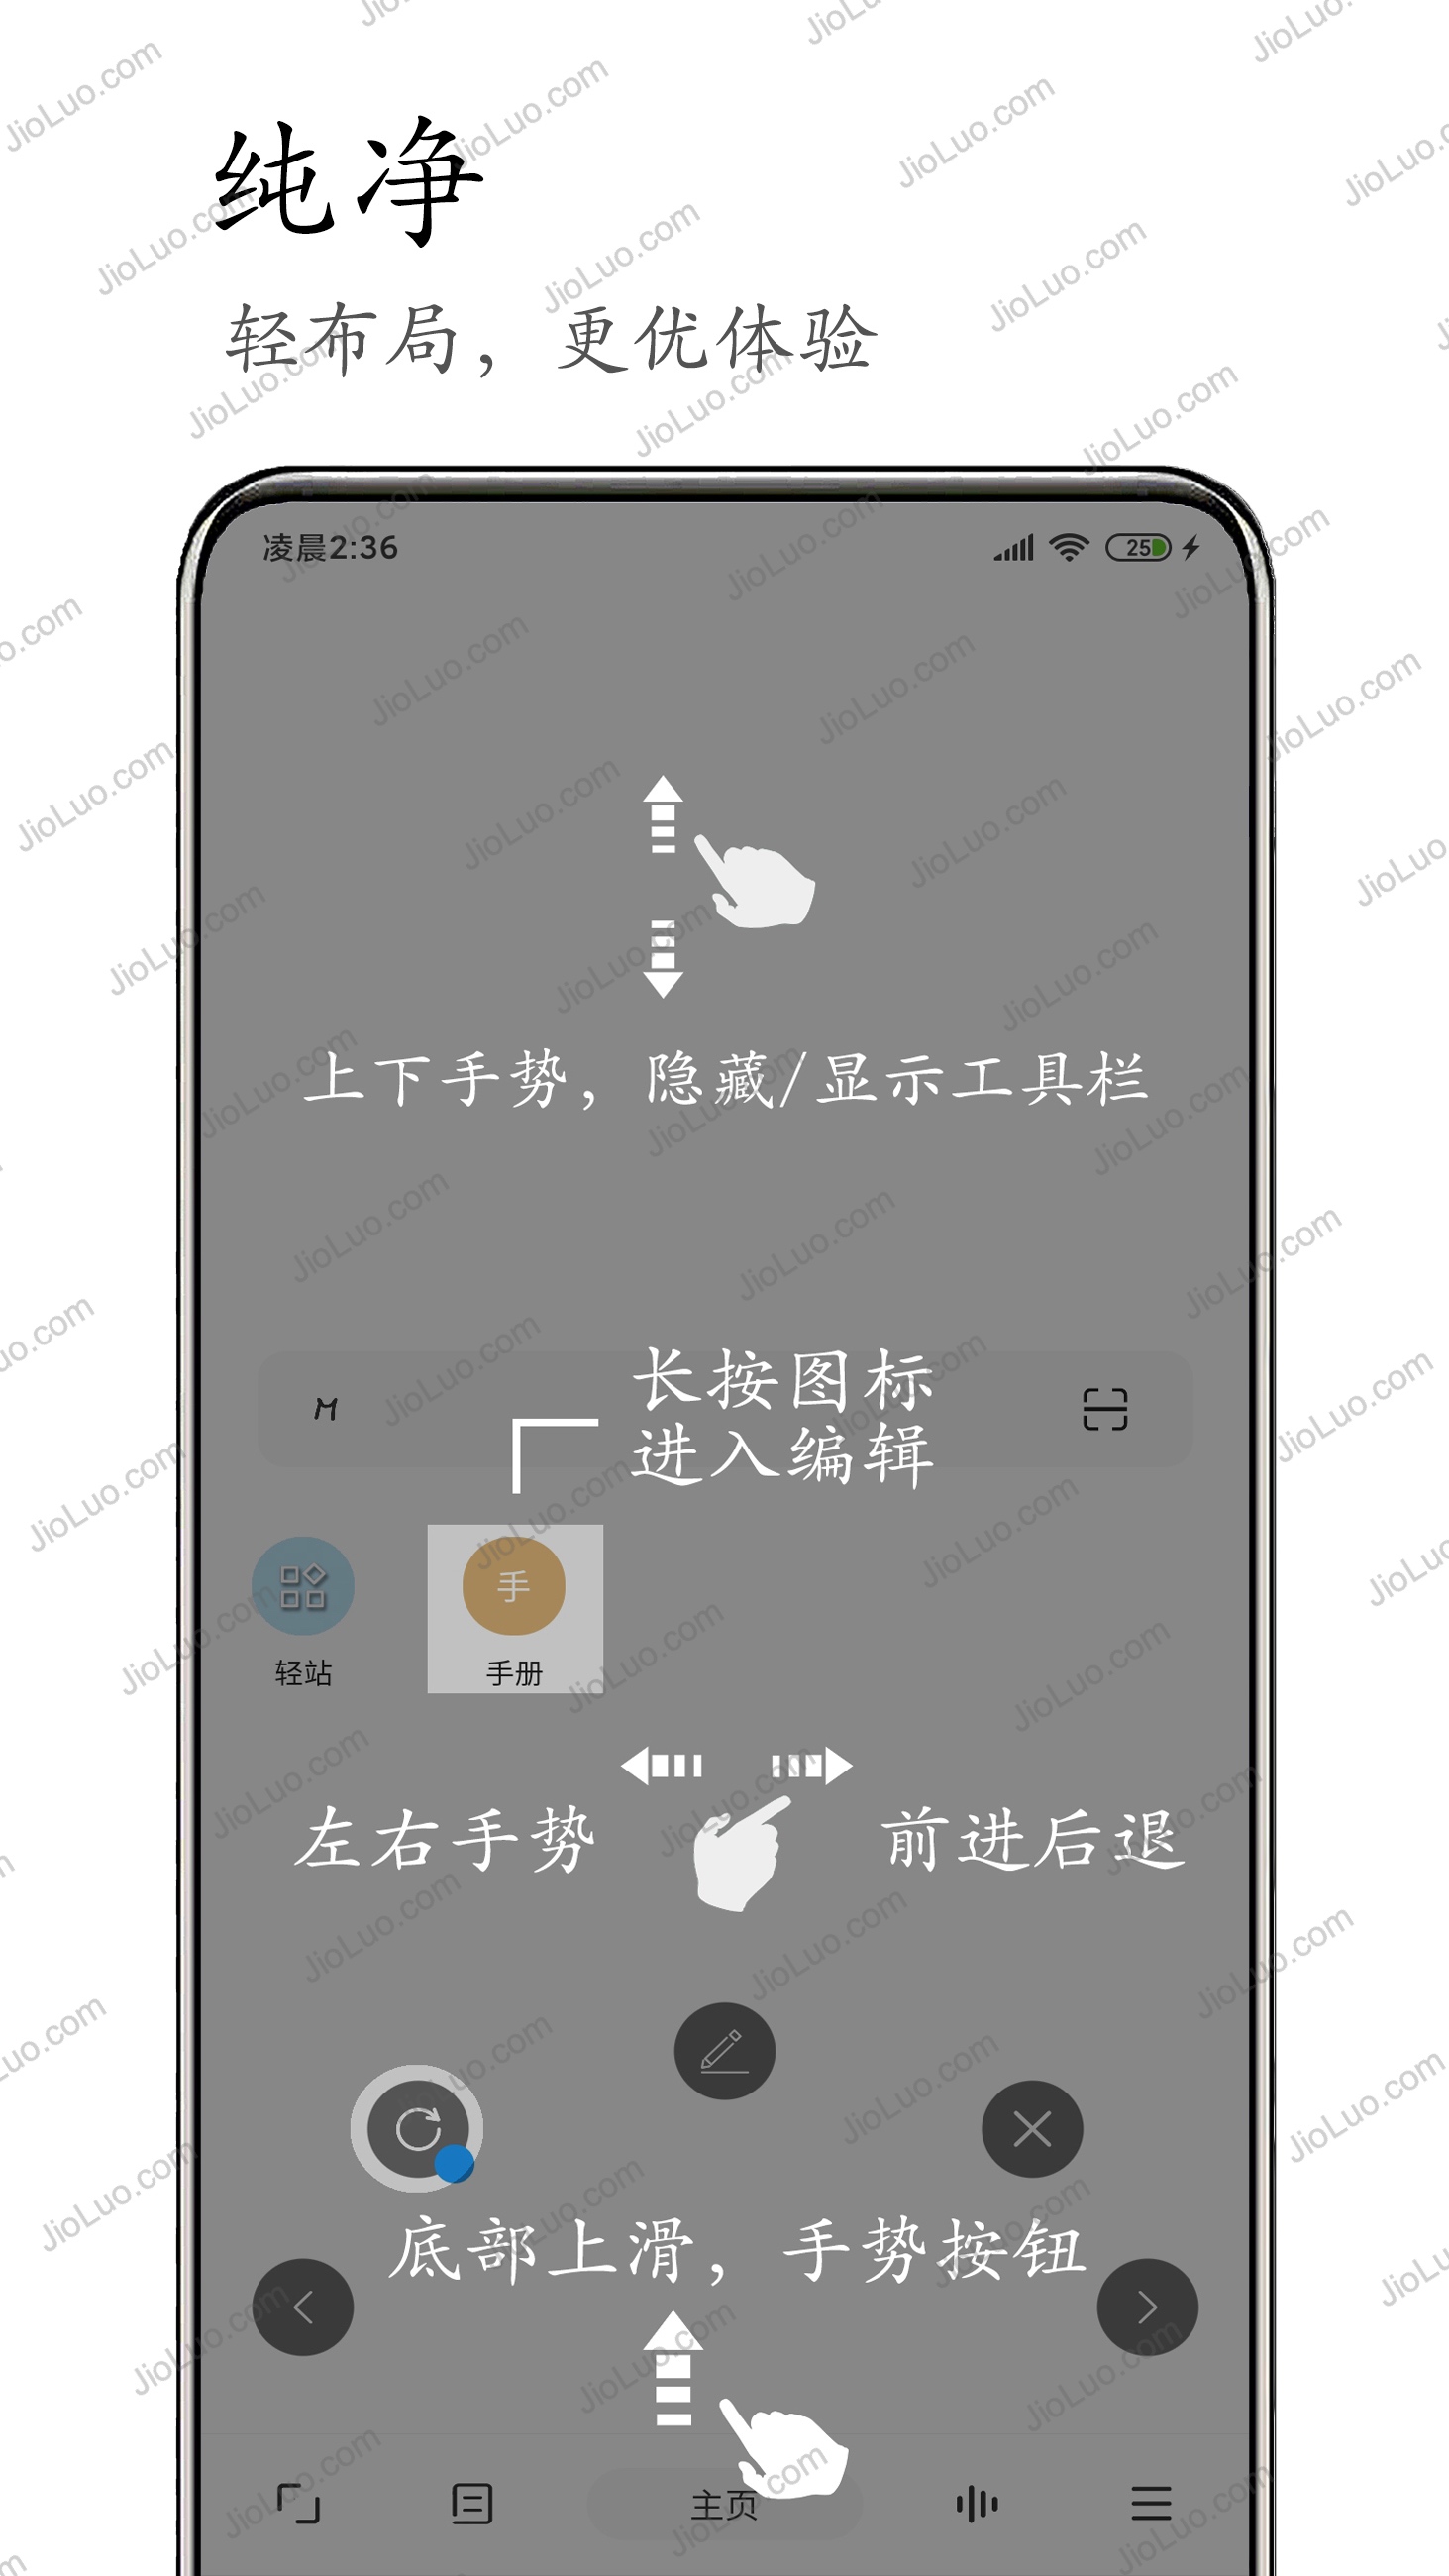 纯净
轻布局，更优体验
凌晨2:36
25
上下手势，隐藏/显示工具栏
长按图标
进入编辑
M
手
轻站
手册
左右手势
前进后退
底部上滑，手势按钮
主页
JioLuo.com